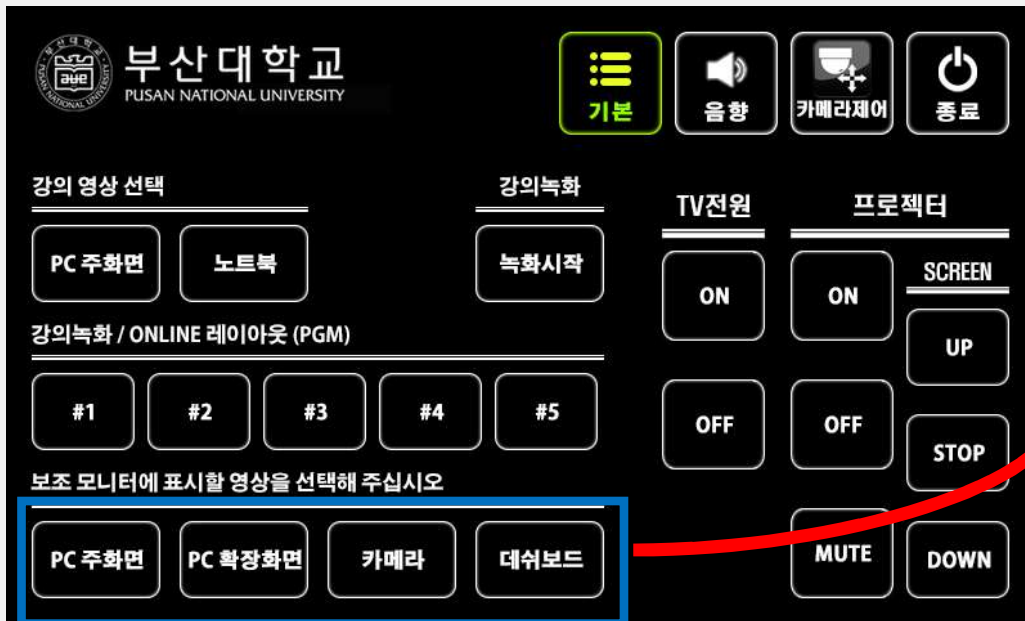 부산대학교
PUSAN NATIONAL UNIVERSITY
기본
음향
카메라제어
종료
강의 영상 선택
PC 주화면
노트북
강의녹화
녹화시작
강의녹화 / ONLINE 레이아웃 (PGM)
#1
#2
#3
#4
#5
보조 모니터에 표시할 영상을 선택해 주십시오
PC 주화면
PC 확장화면
카메라
데쉬보드
TV전원
ON
OFF
프로젝터
ON
OFF
MUTE
SCREEN
UP
STOP
DOWN